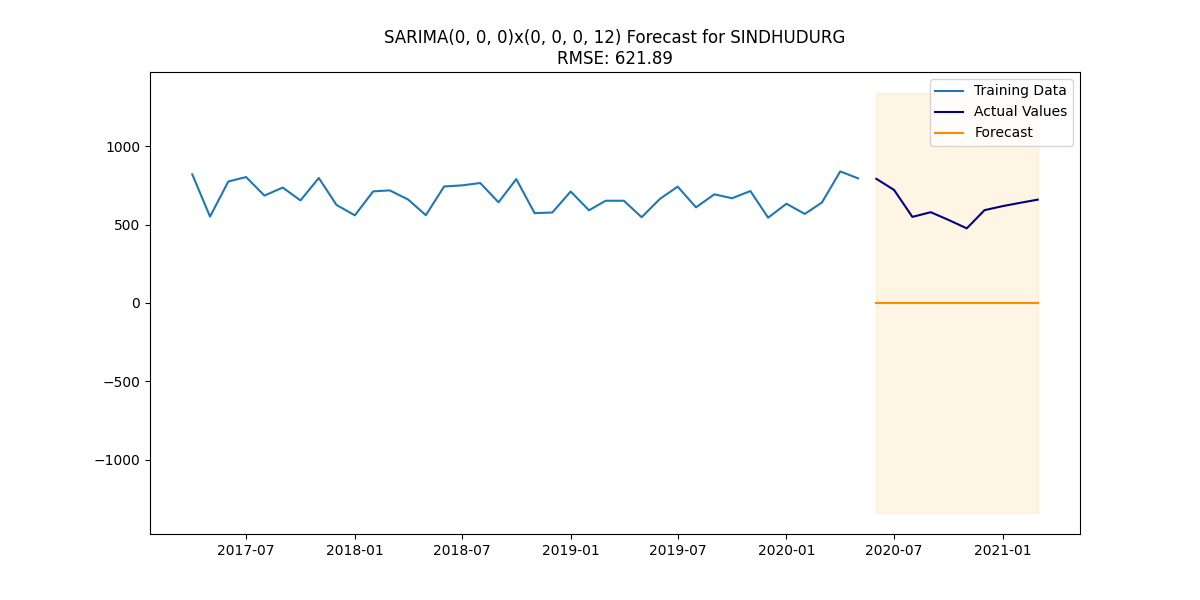 SARIMA(0, 0, 0)x(0, 0, 0, 12) Forecast for SINDHUDURG
RMSE: 621.89
Training Data
Actual Values
Forecast
1000
500
0
−500
−1000
2017-07
2018-01
2018-07
2019-01
2019-07
2020-01
2020-07
2021-01